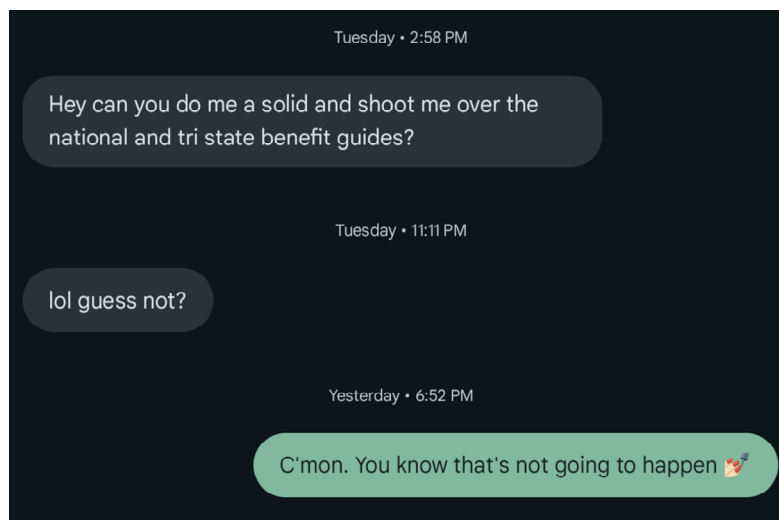 Tuesday • 2:58 PM
Hey can you do me a solid and shoot me over the
national and tri state benefit guides?
Tuesday • 11:11 PM
lol guess not?
Yesterday • 6:52 PM
C'mon. You know that's not going to happen 💅🏻